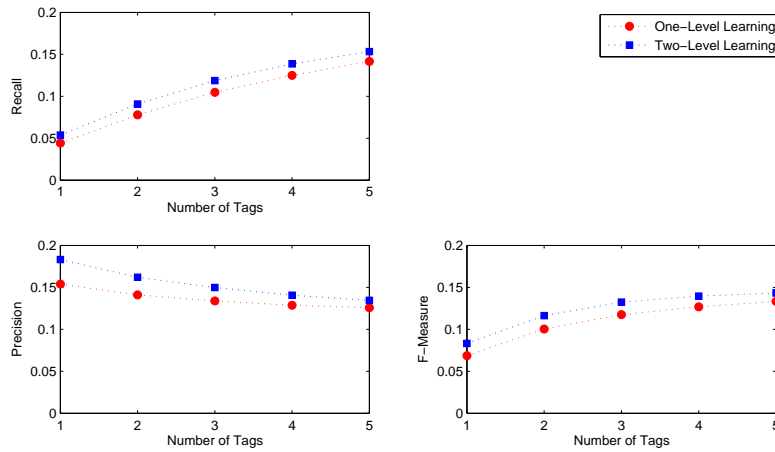 0.2
0.15
0.1
0.05
0
Recall
1 2 3 4 5
Number of Tags
One-Level Learning
Two-Level Learning
0.2
0.15
0.1
0.05
0
Precision
1 2 3 4 5
Number of Tags
0.2
0.15
0.1
0.05
0
F-Measure
1 2 3 4 5
Number of Tags